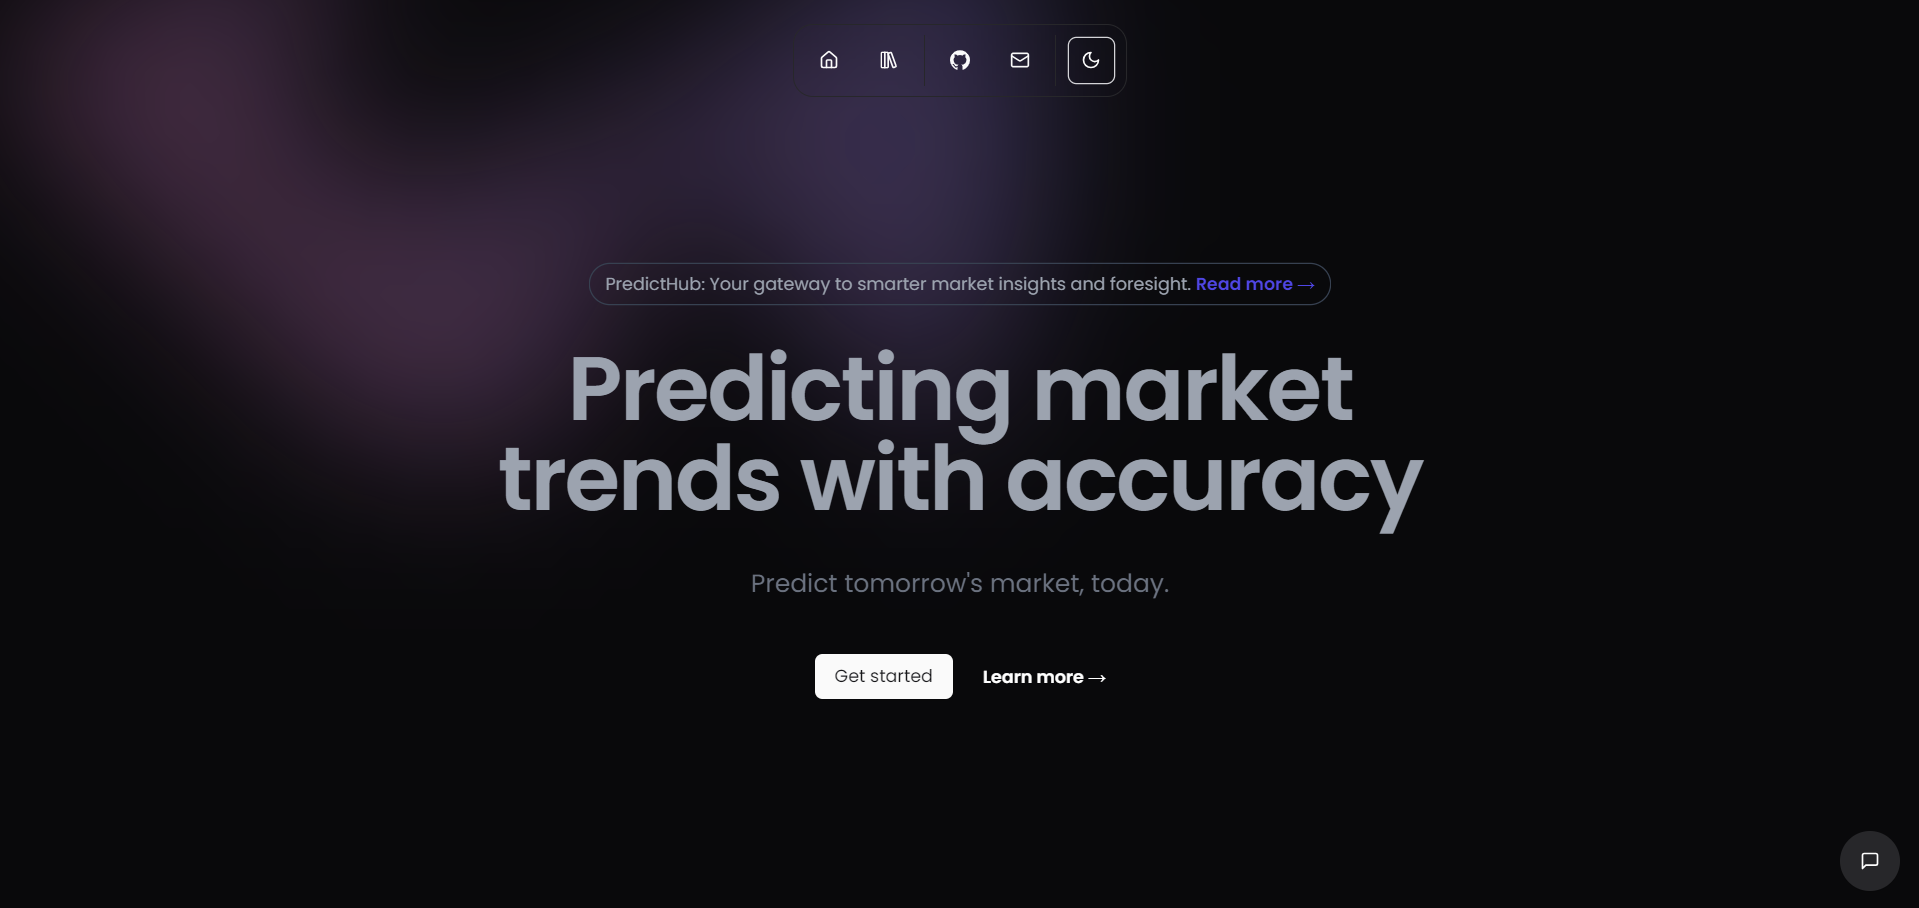 PredictHub: Your gateway to smarter market insights and foresight. Read more →
Predicting market
trends with accuracy
Predict tomorrow's market, today.
Get started
Learn more →